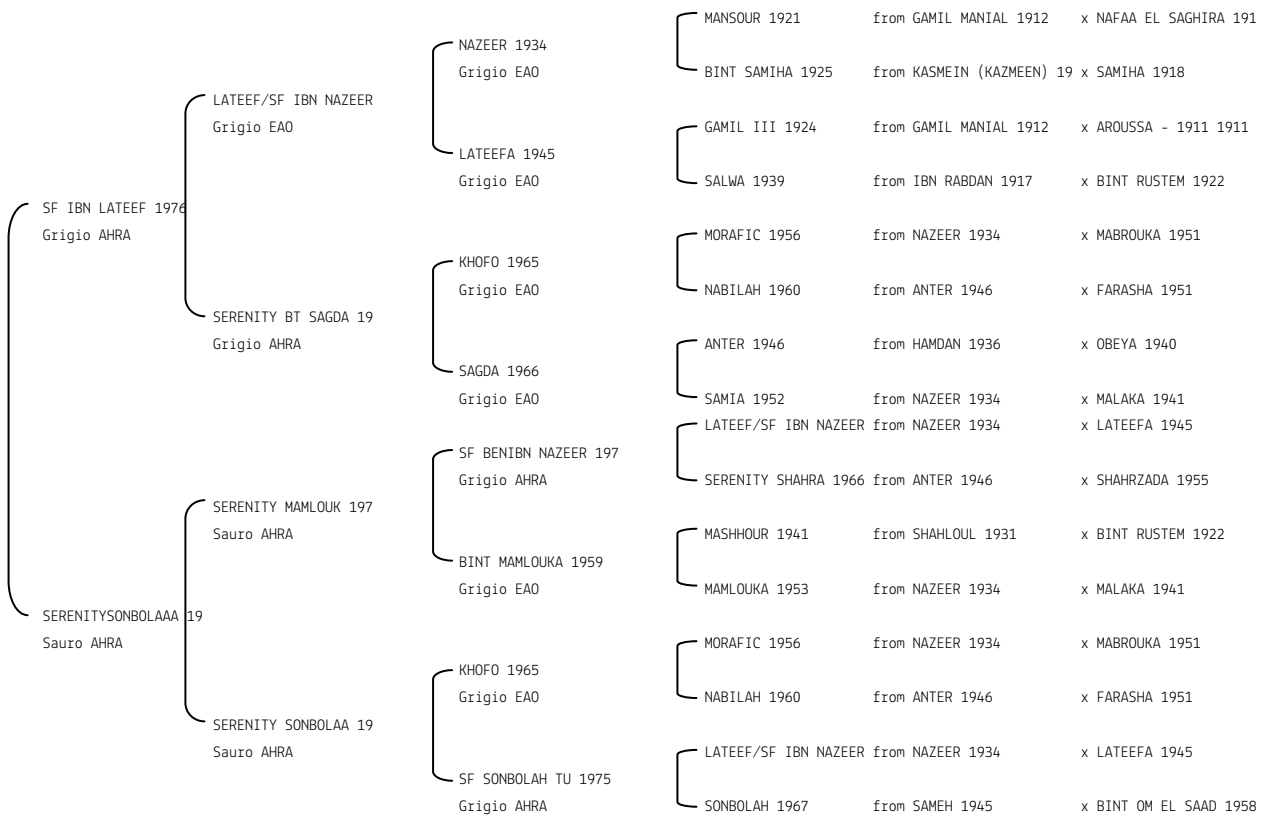 MANSOUR 1921 from GAMIL MANIAL 1912 x NAFAA EL SAGHIRA 191
NAZEER 1934
Grigio EAO
BINT SAMIHA 1925 from KASMEIN (KAZMEEN) 19 x SAMIHA 1918
LATEEF/SF IBN NAZEER
Grigio EAO
GAMIL III 1924 from GAMIL MANIAL 1912 x AROUSSA - 1911 1911
LATEEFA 1945
Grigio EAO
SALWA 1939 from IBN RABDAN 1917 x BINT RUSTEM 1922
SF IBN LATEEF 1976
Grigio AHRA
MORAFIC 1956 from NAZEER 1934 x MABROUKA 1951
KHOFO 1965
Grigio EAO
NABILAH 1960 from ANTER 1946 x FARASHA 1951
SERENITY BT SAGDA 19
Grigio AHRA
ANTER 1946 from HAMDAN 1936 x OBEYA 1940
SAGDA 1966
Grigio EAO
SAMIA 1952 from NAZEER 1934 x MALAKA 1941
LATEEF/SF IBN NAZEER from NAZEER 1934 x LATEEFA 1945
SF BENIBN NAZEER 197
Grigio AHRA
SERENITY SHAHRA 1966 from ANTER 1946 x SHAHRZADA 1955
SERENITY MAMLOUK 197
Sauro AHRA
MASHHOUR 1941 from SHAHLOUL 1931 x BINT RUSTEM 1922
BINT MAMLOUKA 1959
Grigio EAO
MAMLOUKA 1953 from NAZEER 1934 x MALAKA 1941
SERENITYSONBOLAAA 19
Sauro AHRA
MORAFIC 1956 from NAZEER 1934 x MABROUKA 1951
KHOFO 1965
Grigio EAO
NABILAH 1960 from ANTER 1946 x FARASHA 1951
SERENITY SONBOLAA 19
Sauro AHRA
LATEEF/SF IBN NAZEER from NAZEER 1934 x LATEEFA 1945
SF SONBOLAH TU 1975
Grigio AHRA
SONBOLAH 1967 from SAMEH 1945 x BINT OM EL SAAD 1958